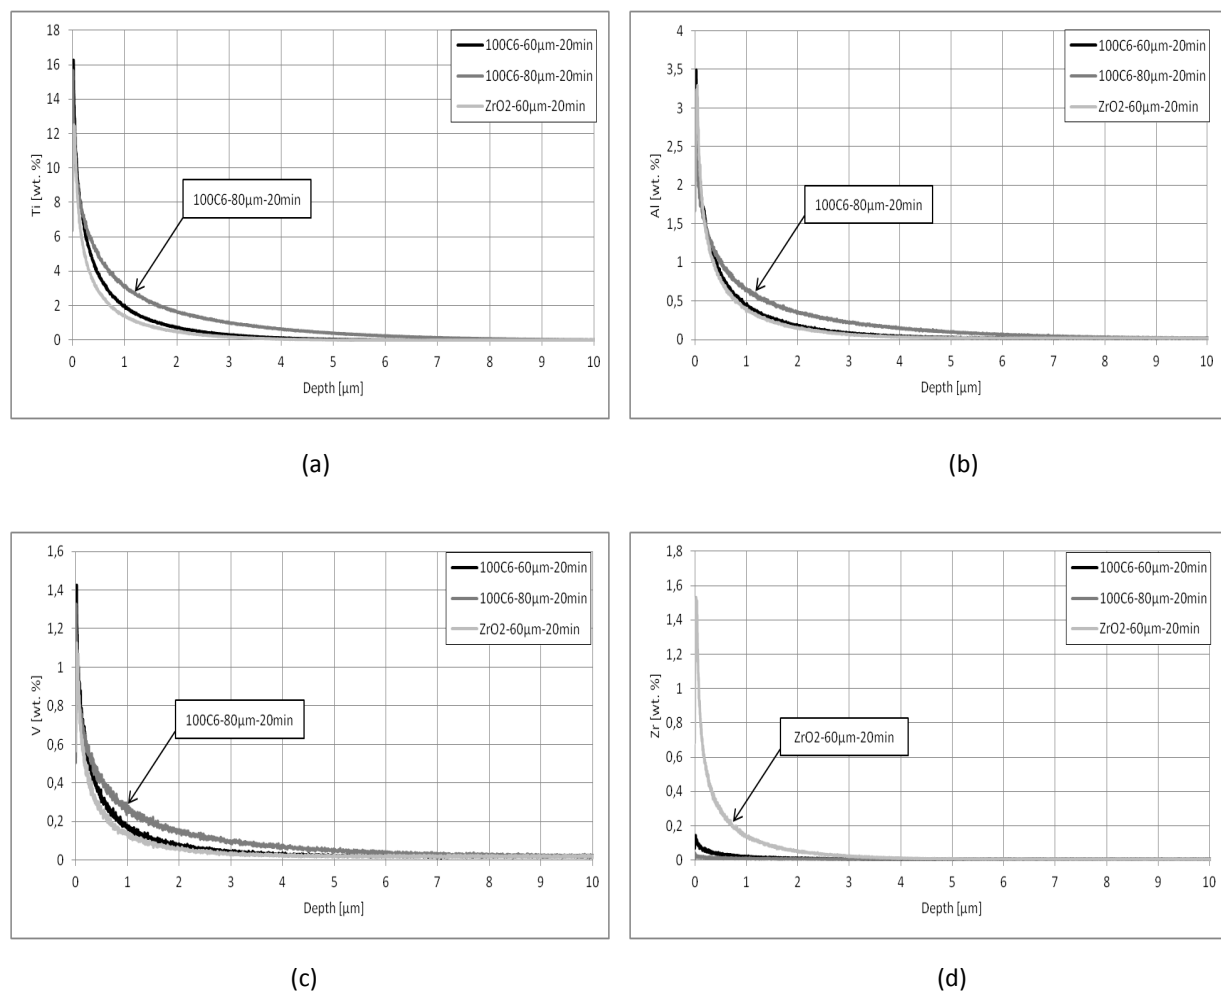 100C6-60µm-20min
100C6-80µm-20min
ZrO2-60µm-20min
100C6-80µm-20min
Ti [wt. %]
18
16
14
12
10
8
6
4
2
0
0 1 2 3 4 5 6 7 8 9 10
Depth [µm]
(a)
100C6-60µm-20min
100C6-80µm-20min
ZrO2-60µm-20min
100C6-80µm-20min
Al [wt. %]
4
3,5
3
2,5
2
1,5
1
0,5
0
0 1 2 3 4 5 6 7 8 9 10
Depth [µm]
(b)
100C6-60µm-20min
100C6-80µm-20min
ZrO2-60µm-20min
100C6-80µm-20min
V [wt. %]
1,6
1,4
1,2
1
0,8
0,6
0,4
0,2
0
0 1 2 3 4 5 6 7 8 9 10
Depth [µm]
(c)
100C6-60µm-20min
100C6-80µm-20min
ZrO2-60µm-20min
ZrO2-60µm-20min
Zr [wt. %]
1,8
1,6
1,4
1,2
1
0,8
0,6
0,4
0,2
0
0 1 2 3 4 5 6 7 8 9 10
Depth [µm]
(d)